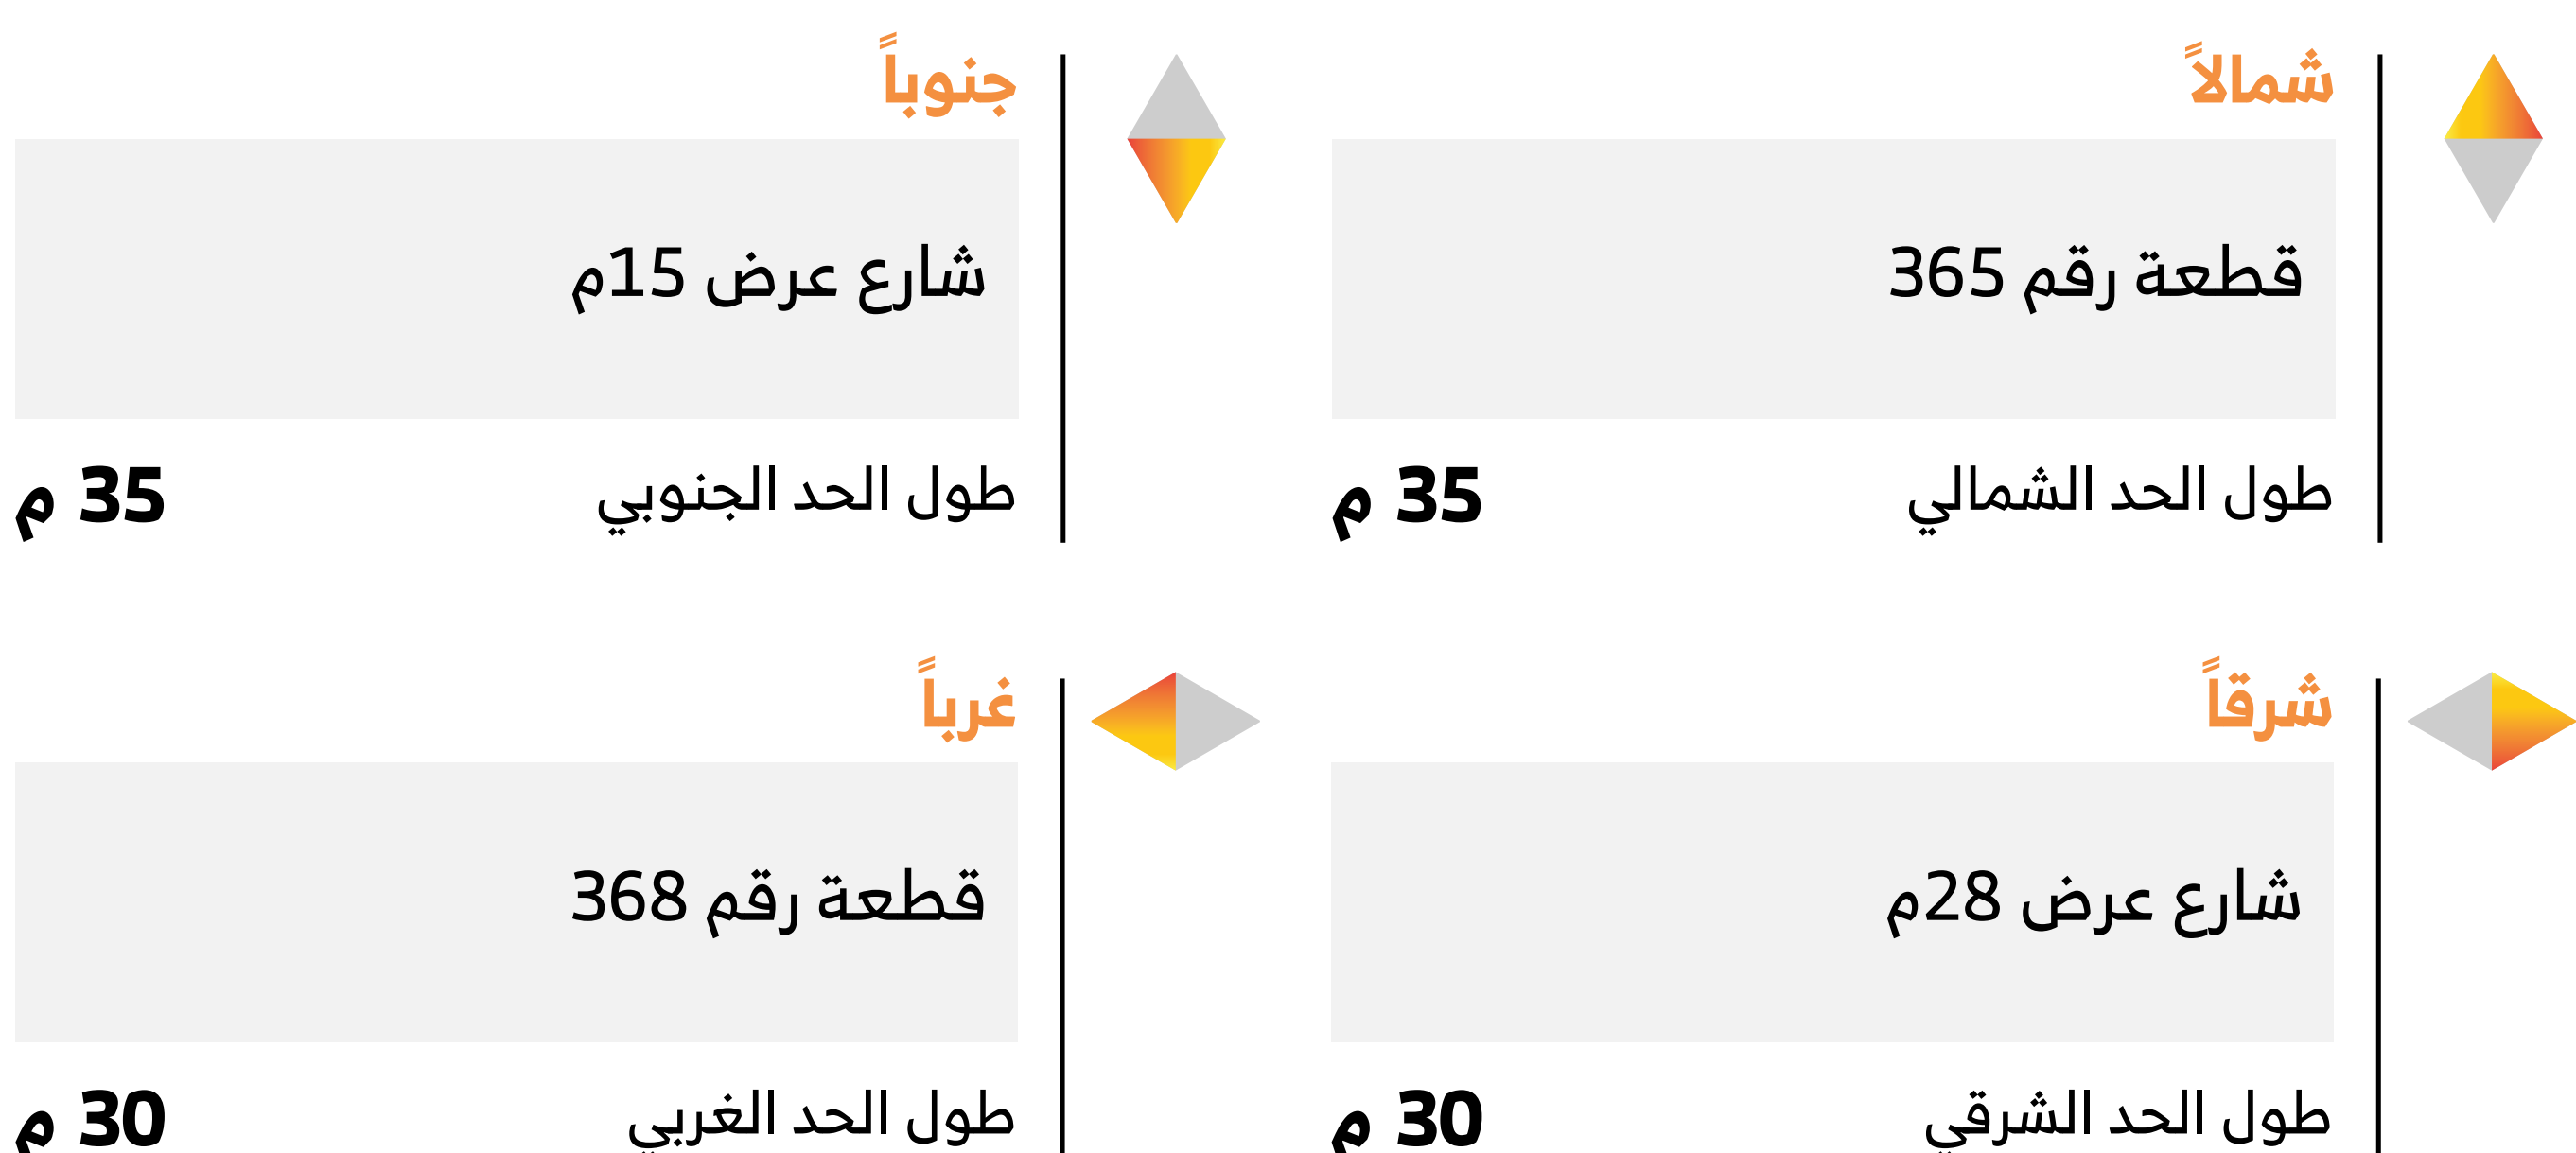 شمالاً
قطعة رقم 365
طول الحد الشمالي
35 م
جنوباً
شارع عرض 15م
طول الحد الجنوبي
35 م
شرقاً
شارع عرض 28م
طول الحد الشرقي
30 م
غرباً
قطعة رقم 368
طول الحد الغربي
30 م